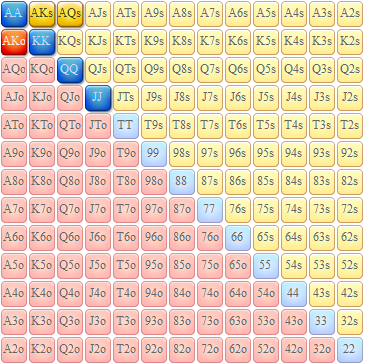 AA AKs AQs AJs ATs A9s A8s A7s A6s A5s A4s A3s A2s
AKo KK KQs KJs KTs K9s K8s K7s K6s K5s K4s K3s K2s
AQo KQo QQ QJs QTs Q9s Q8s Q7s Q6s Q5s Q4s Q3s Q2s
AJo KJo QJo JJ JTs J9s J8s J7s J6s J5s J4s J3s J2s
ATo KTo QTo JTo TT T9s T8s T7s T6s T5s T4s T3s T2s
A9o K9o Q9o J9o T9o 99 98s 97s 96s 95s 94s 93s 92s
A8o K8o Q8o J8o T8o 98o 88 87s 86s 85s 84s 83s 82s
A7o K7o Q7o J7o T7o 97o 87o 77 76s 75s 74s 73s 72s
A6o K6o Q6o J6o T6o 96o 86o 76o 66 65s 64s 63s 62s
A5o K5o Q5o J5o T5o 95o 85o 75o 65o 55 54s 53s 52s
A4o K4o Q4o J4o T4o 94o 84o 74o 64o 54o 44 43s 42s
A3o K3o Q3o J3o T3o 93o 83o 73o 63o 53o 43o 33 32s
A2o K2o Q2o J2o T2o 92o 82o 72o 62o 52o 42o 32o 22